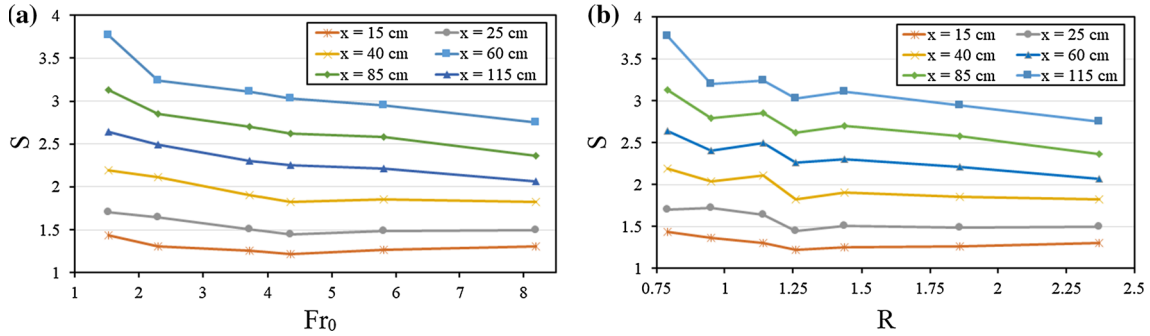 (a)
4
3.5
3
2.5
2
1.5
1
S
x = 15 cm
x = 25 cm
x = 40 cm
x = 60 cm
x = 85 cm
x = 115 cm
1 2 3 4 5 6 7 8
Fr₀
(b)
4
3.5
3
2.5
2
1.5
1
S
x = 15 cm
x = 25 cm
x = 40 cm
x = 60 cm
x = 85 cm
x = 115 cm
0.75 1 1.25 1.5 1.75 2 2.25 2.5
R